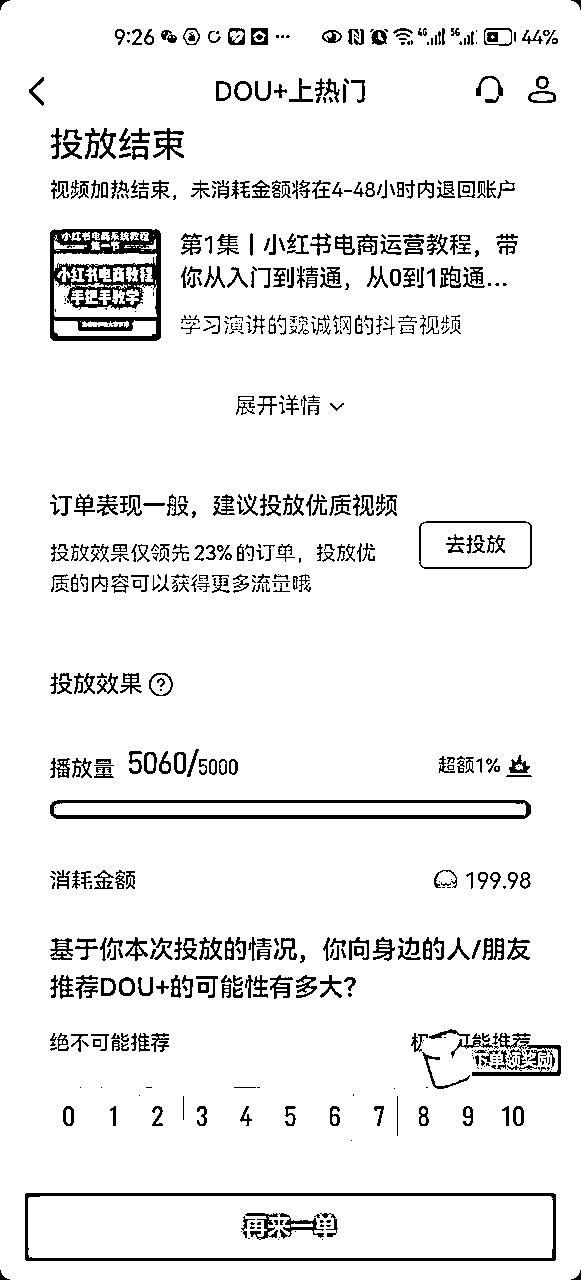 9:26 ··· 4G 5G 44%
DOU+上热门
投放结束
视频加热结束，未消耗金额将在4-48小时内退回账户
小红书电商系统教程
第一节
小红书电商教程
手把手教学
第1集 | 小红书电商运营教程，带
你从入门到精通，从0到1跑通...
学习演讲的魏诚钢的抖音视频
展开详情
订单表现一般，建议投放优质视频
投放效果仅领先 23% 的订单，投放优
质的内容可以获得更多流量哦
去投放
投放效果 ?
播放量 5060/5000
超额1%
消耗金额
199.98
基于你本次投放的情况，你向身边的人/朋友
推荐DOU+的可能性有多大?
绝不可能推荐
可能推荐
下单领奖励
0 1 2 3 4 5 6 7 8 9 10
再来一单